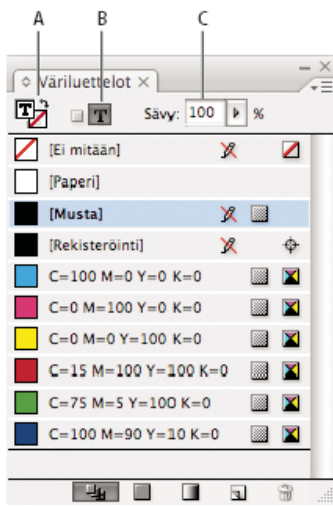 A B C
Väriluettelot
T T Sävy: 100 %
[Ei mitään]
[Paperi]
[Musta]
[Rekisteröinti]
C=100 M=0 Y=0 K=0
C=0 M=100 Y=0 K=0
C=0 M=0 Y=100 K=0
C=15 M=100 Y=100 K=0
C=75 M=5 Y=100 K=0
C=100 M=90 Y=10 K=0